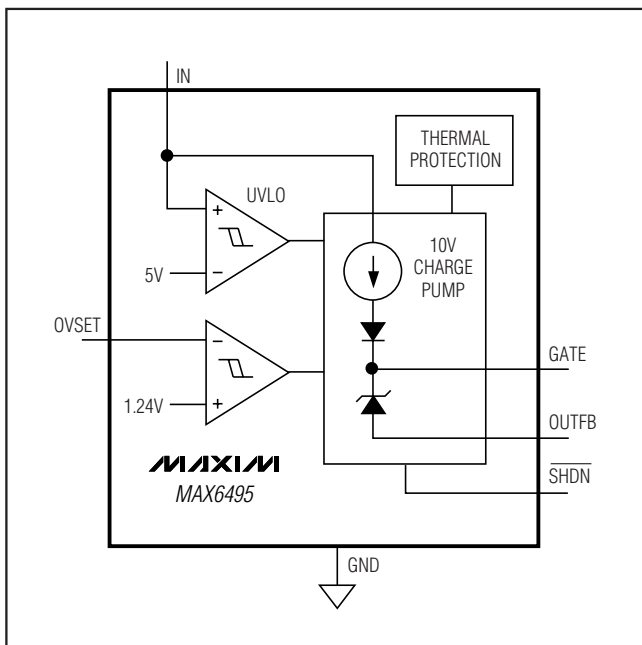 IN
THERMAL
PROTECTION
UVLO
+
10V
CHARGE
PUMP
5V
−
OVSET
−
GATE
1.24V
+
OUTFB
MAXIM
SHDN
MAX6495
GND